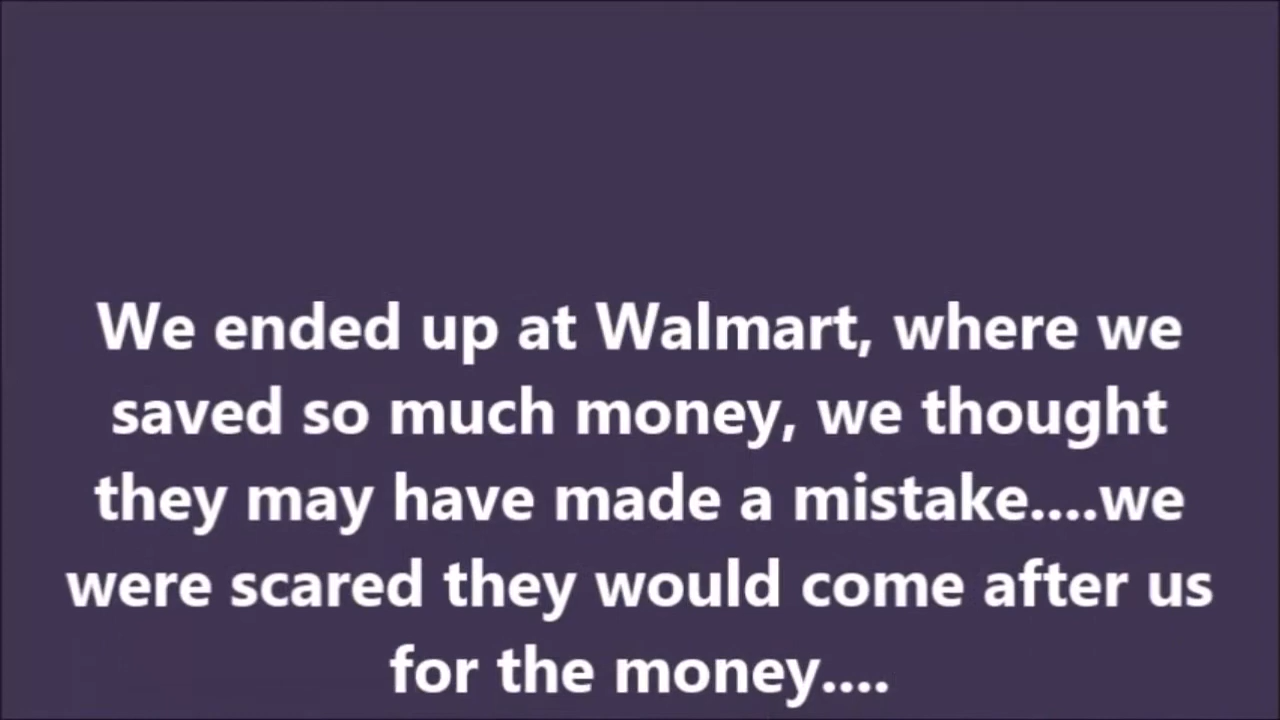 We ended up at Walmart, where we
saved so much money, we thought
they may have made a mistake....we
were scared they would come after us
for the money....